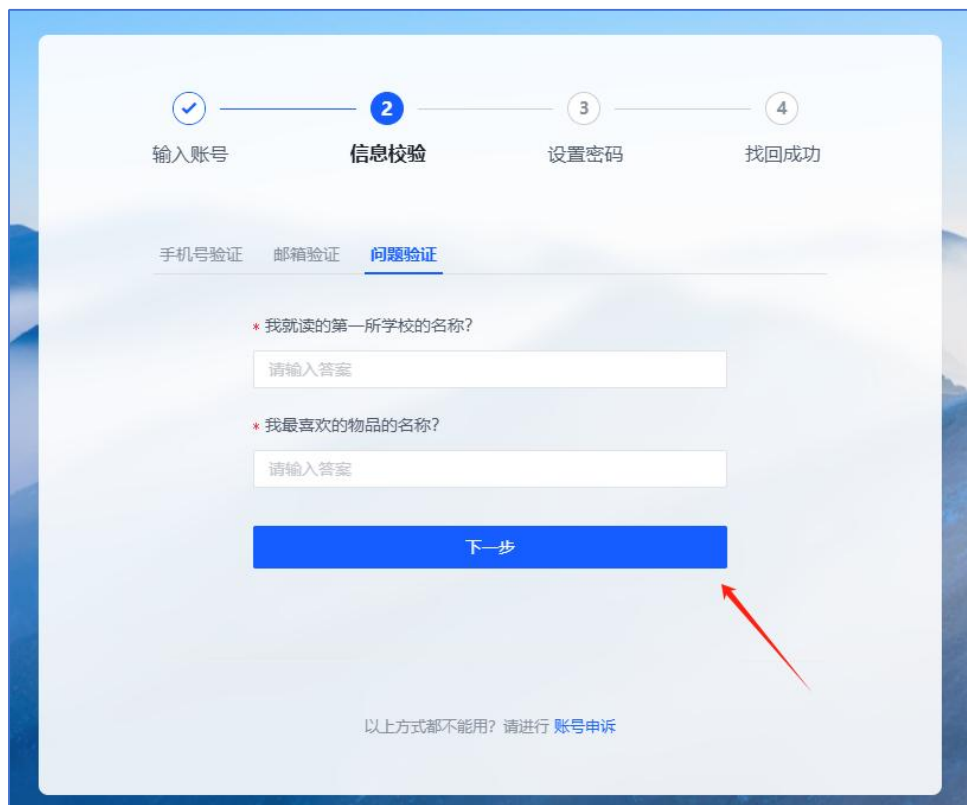 2 3 4
输入账号 信息校验 设置密码 找回成功
手机号验证 邮箱验证 问题验证
* 我就读的第一所学校的名称?
请输入答案
* 我最喜欢的物品的名称?
请输入答案
下一步
以上方式都不能用? 请进行 账号申诉